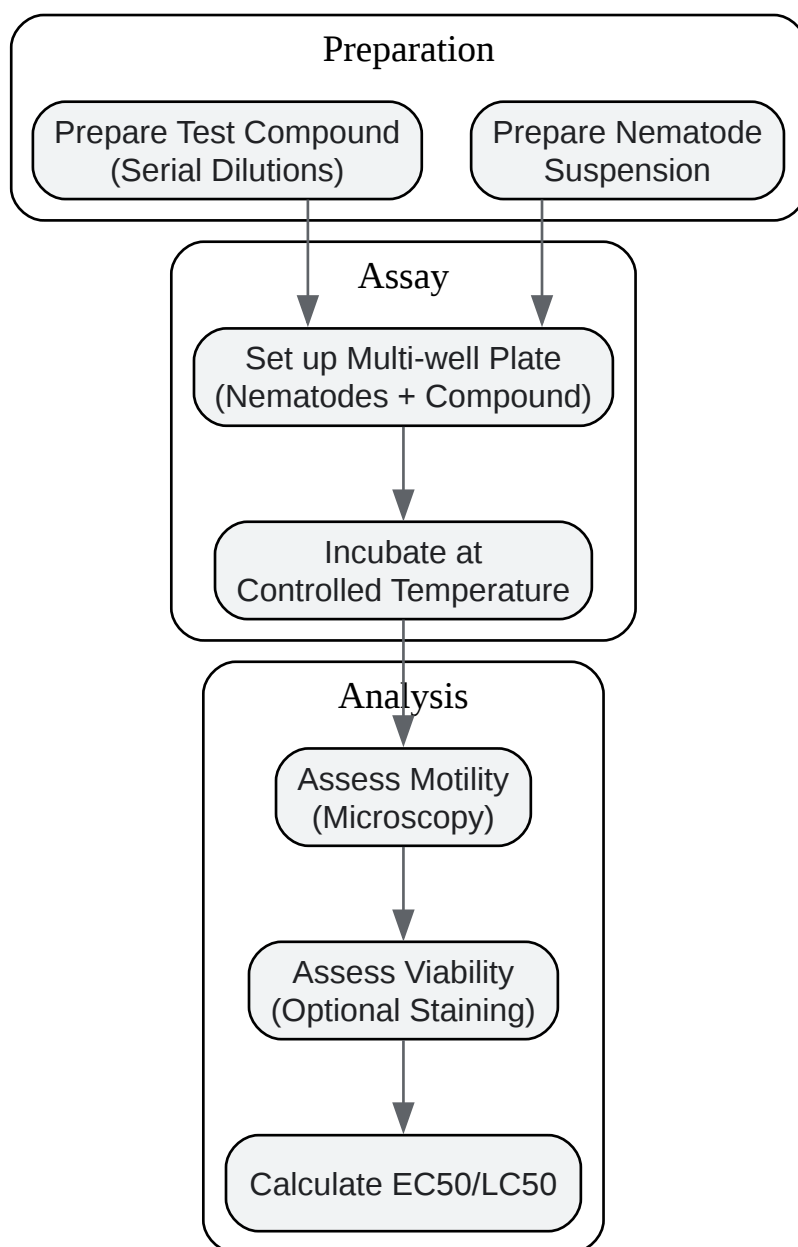 Preparation
Prepare Test Compound
(Serial Dilutions)
Prepare Nematode
Suspension
Assay
Set up Multi-well Plate
(Nematodes + Compound)
Incubate at
Controlled Temperature
Analysis
Assess Motility
(Microscopy)
Assess Viability
(Optional Staining)
Calculate EC50/LC50